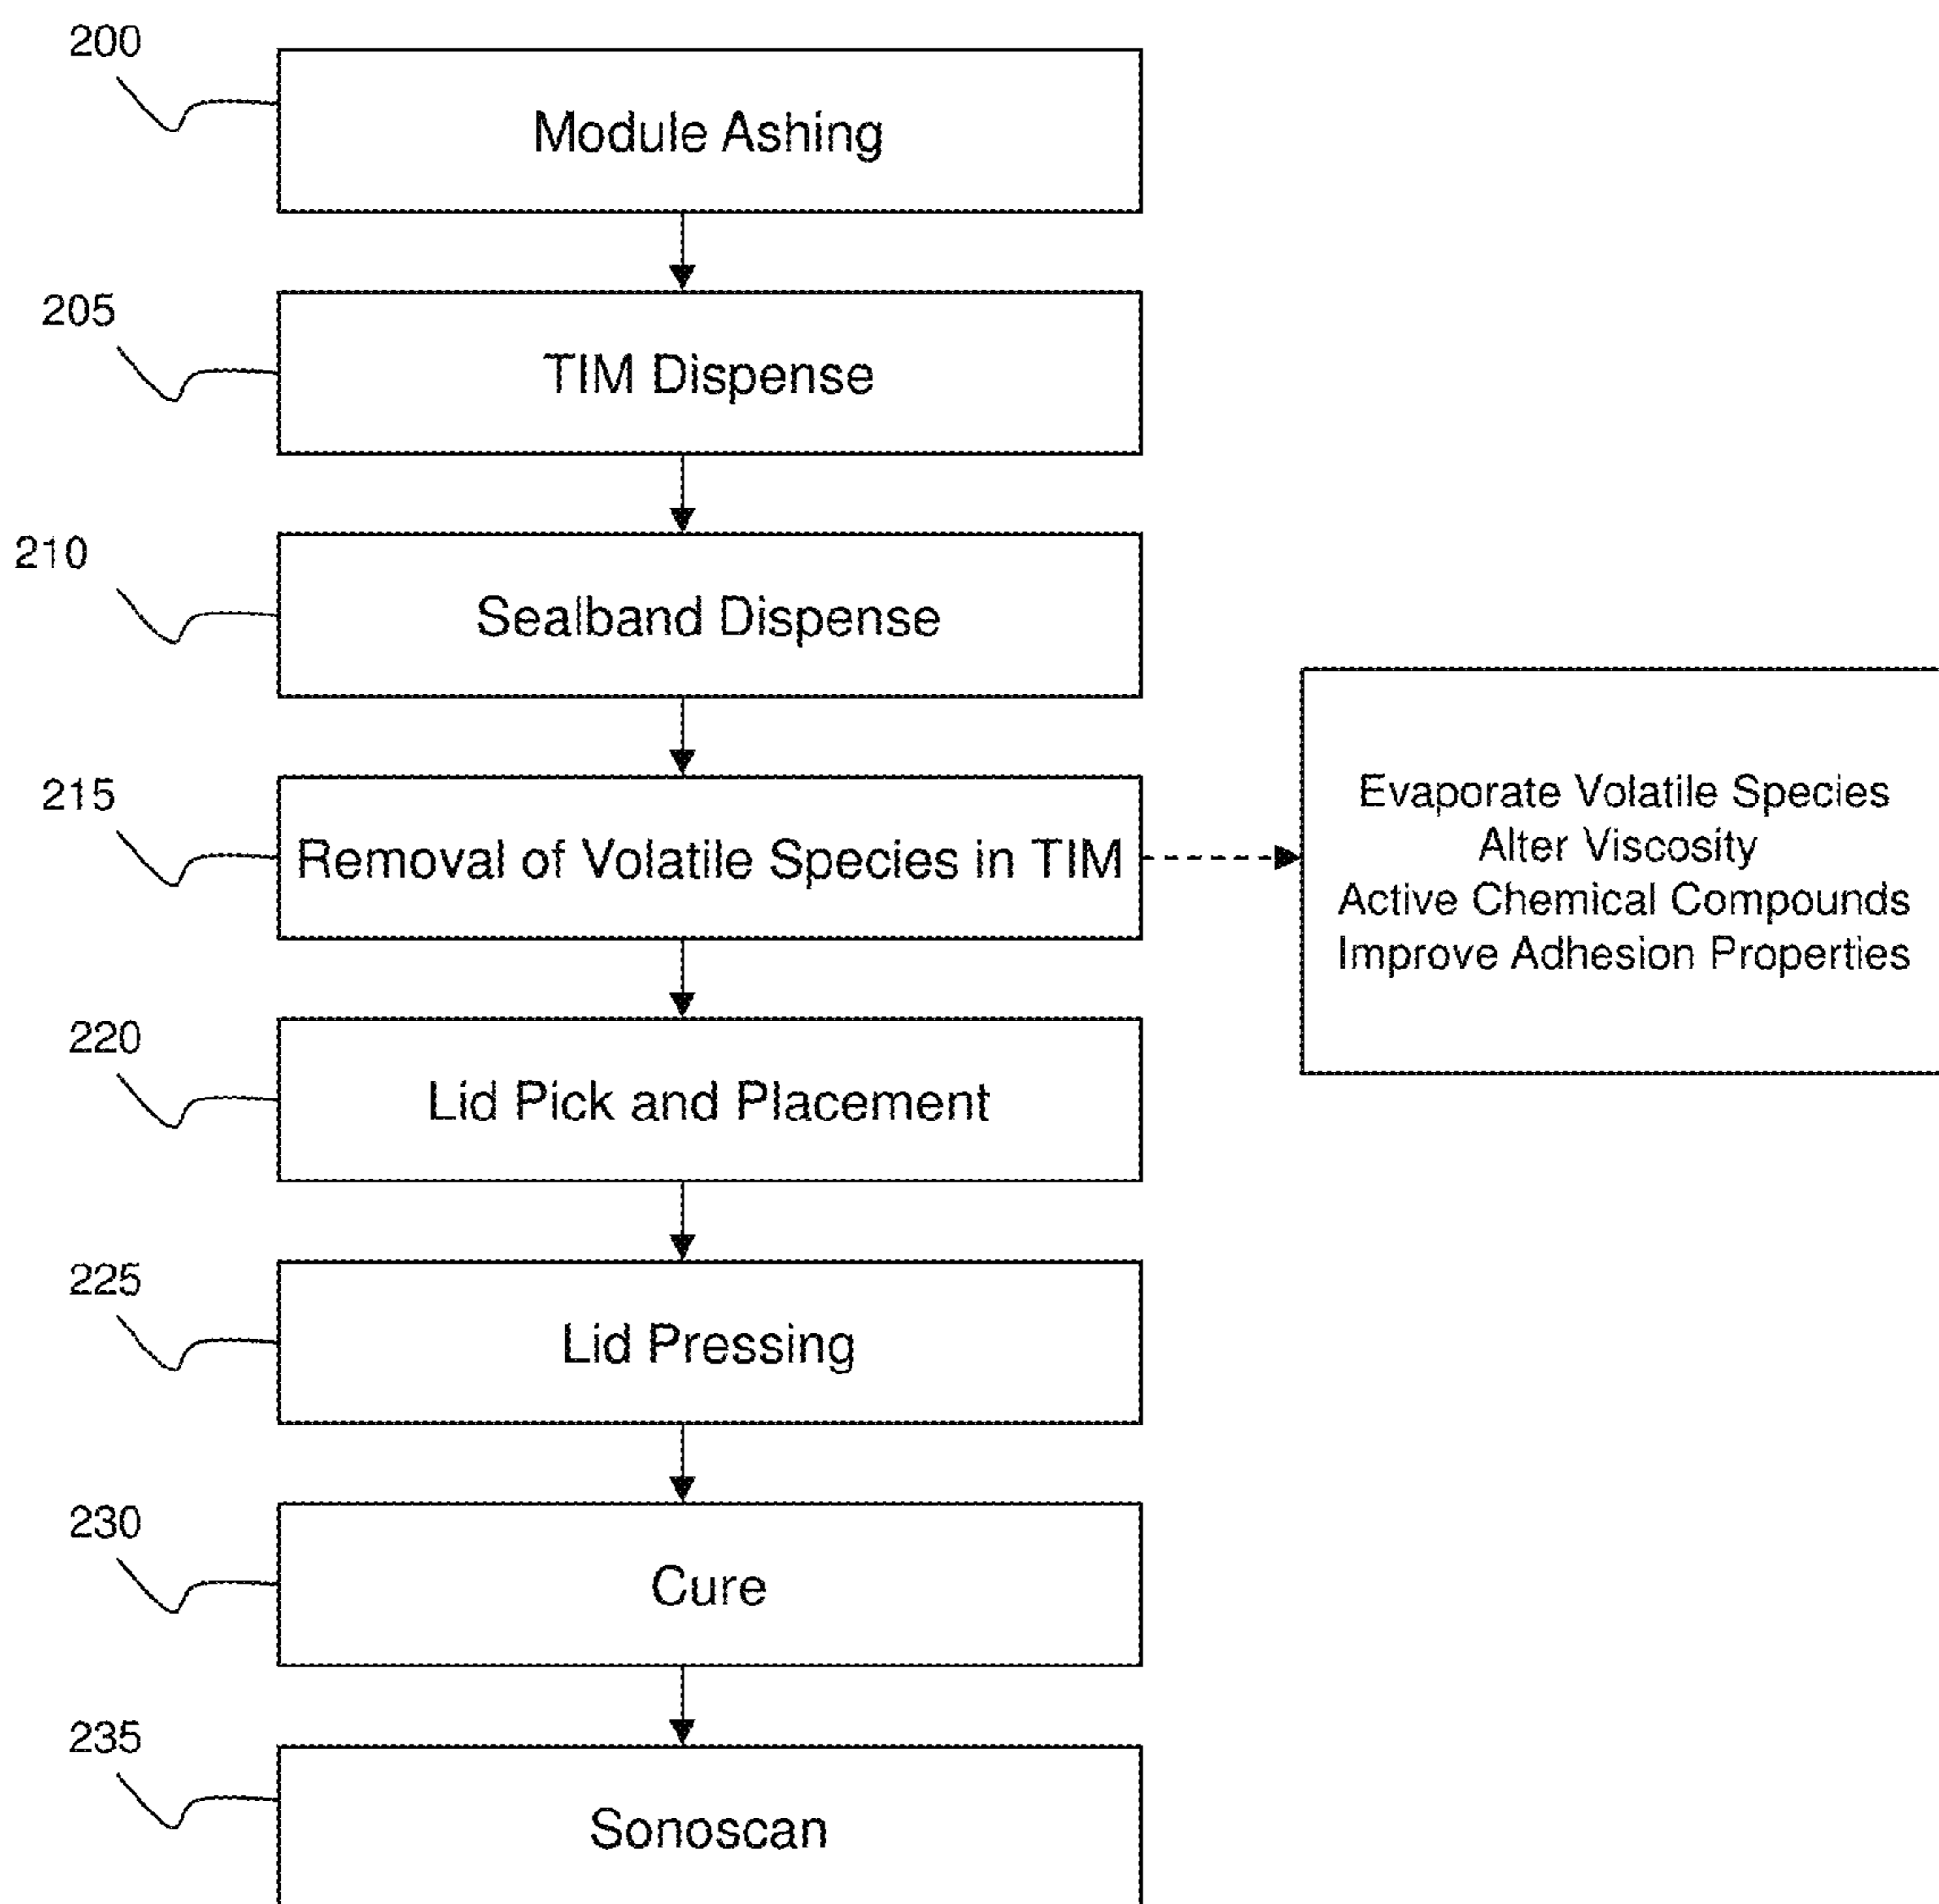 200
Module Ashing
205
TIM Dispense
210
Sealband Dispense
215
Removal of Volatile Species in TIM
Evaporate Volatile Species
Alter Viscosity
Active Chemical Compounds
Improve Adhesion Properties
220
Lid Pick and Placement
225
Lid Pressing
230
Cure
235
Sonoscan